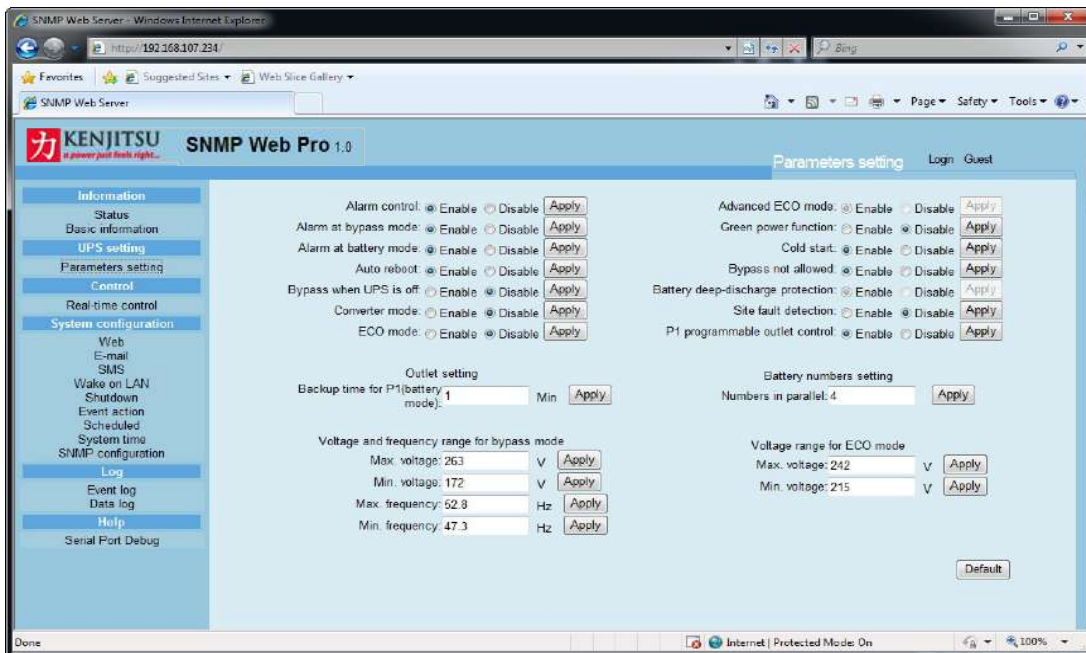 SNMP Web Server - Windows Internet Explorer
http://192.168.107.234/
Bing
Favorites Suggested Sites Web Slice Gallery
SNMP Web Server
Page Safety Tools
力 KENJITSU
a power just feels right...
SNMP Web Pro 1.0
Parameters setting
Login Guest
Information
Status
Basic information
UPS setting
Parameters setting
Control
Real-time control
System configuration
Web
E-mail
SMS
Wake on LAN
Shutdown
Event action
Scheduled
System time
SNMP configuration
Log
Event log
Data log
Help
Serial Port Debug
Alarm control: Enable Disable Apply
Alarm at bypass mode: Enable Disable Apply
Alarm at battery mode: Enable Disable Apply
Auto reboot: Enable Disable Apply
Bypass when UPS is off: Enable Disable Apply
Converter mode: Enable Disable Apply
ECO mode: Enable Disable Apply
Advanced ECO mode: Enable Disable Apply
Green power function: Enable Disable Apply
Cold start: Enable Disable Apply
Bypass not allowed: Enable Disable Apply
Battery deep-discharge protection: Enable Disable Apply
Site fault detection: Enable Disable Apply
P1 programmable outlet control: Enable Disable Apply
Outlet setting
Backup time for P1(battery
mode): 1 Min Apply
Battery numbers setting
Numbers in parallel: 4 Apply
Voltage and frequency range for bypass mode
Max. voltage: 263 V Apply
Min. voltage: 172 V Apply
Max. frequency: 52.8 Hz Apply
Min. frequency: 47.3 Hz Apply
Voltage range for ECO mode
Max. voltage: 242 V Apply
Min. voltage: 215 V Apply
Default
Done
Internet | Protected Mode: On
100%